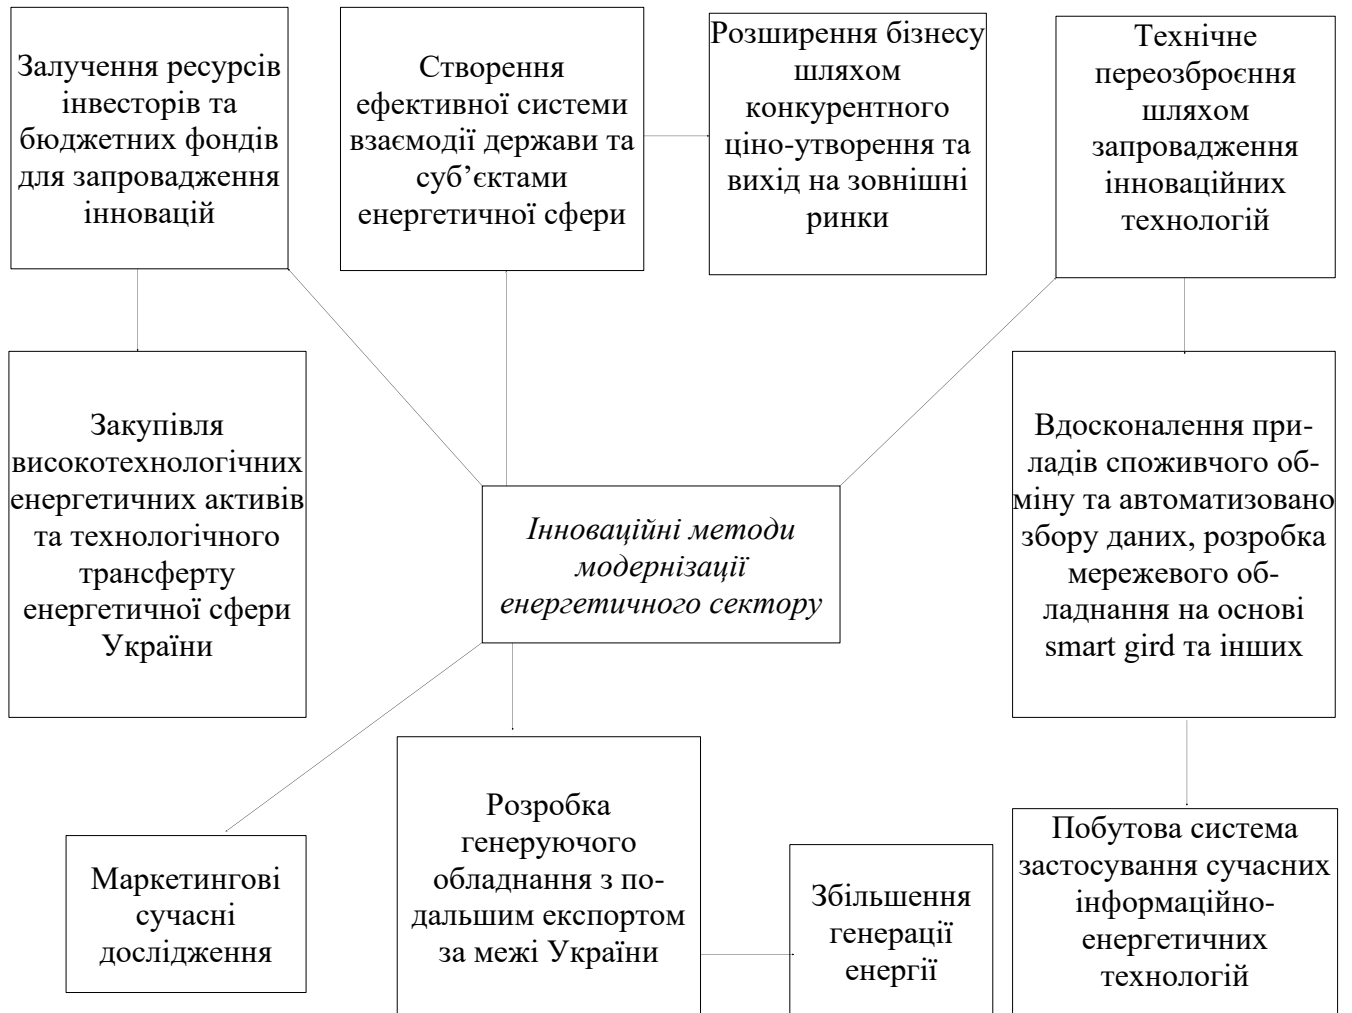 Залучення ресурсів
інвесторів та
бюджетних фондів
для запровадження
інновацій
Створення
ефективної системи
взаємодії держави та
суб’єктами
енергетичної сфери
Розширення бізнесу
шляхом
конкурентного
ціно-утворення та
вихід на зовнішні
ринки
Технічне
переозброєння
шляхом
запровадження
інноваційних
технологій
Закупівля
високотехнологічних
енергетичних активів
та технологічного
трансферту
енергетичної сфери
України
Інноваційні методи
модернізації
енергетичного сектору
Вдосконалення при-
ладів споживчого об-
міну та автоматизовано
збору даних, розробка
мережевого об-
ладнання на основі
smart gird та інших
Маркетингові
сучасні
дослідження
Розробка
генеруючого
обладнання з по-
дальшим експортом
за межі України
Збільшення
генерації
енергії
Побутова система
застосування сучасних
інформаційно-
енергетичних
технологій